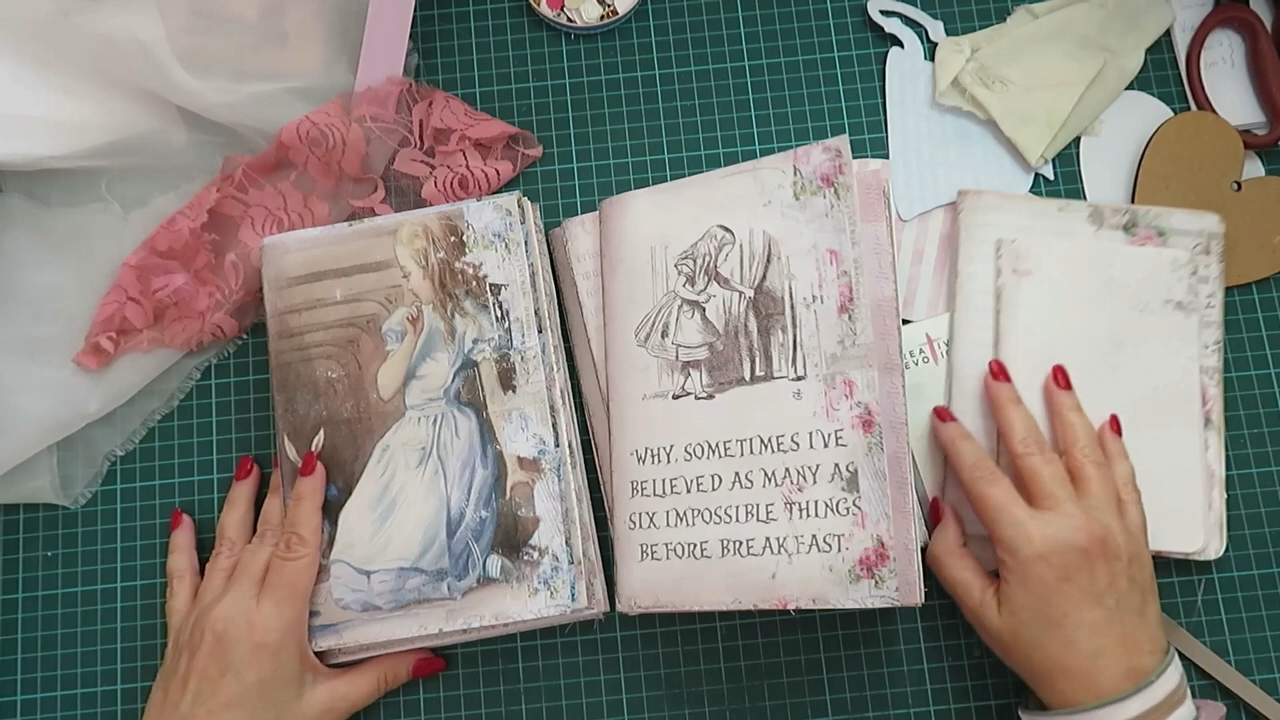 "WHY, SOMETIMES I'VE
BELIEVED AS MANY AS
SIX IMPOSSIBLE THINGS
BEFORE BREAKFAST.